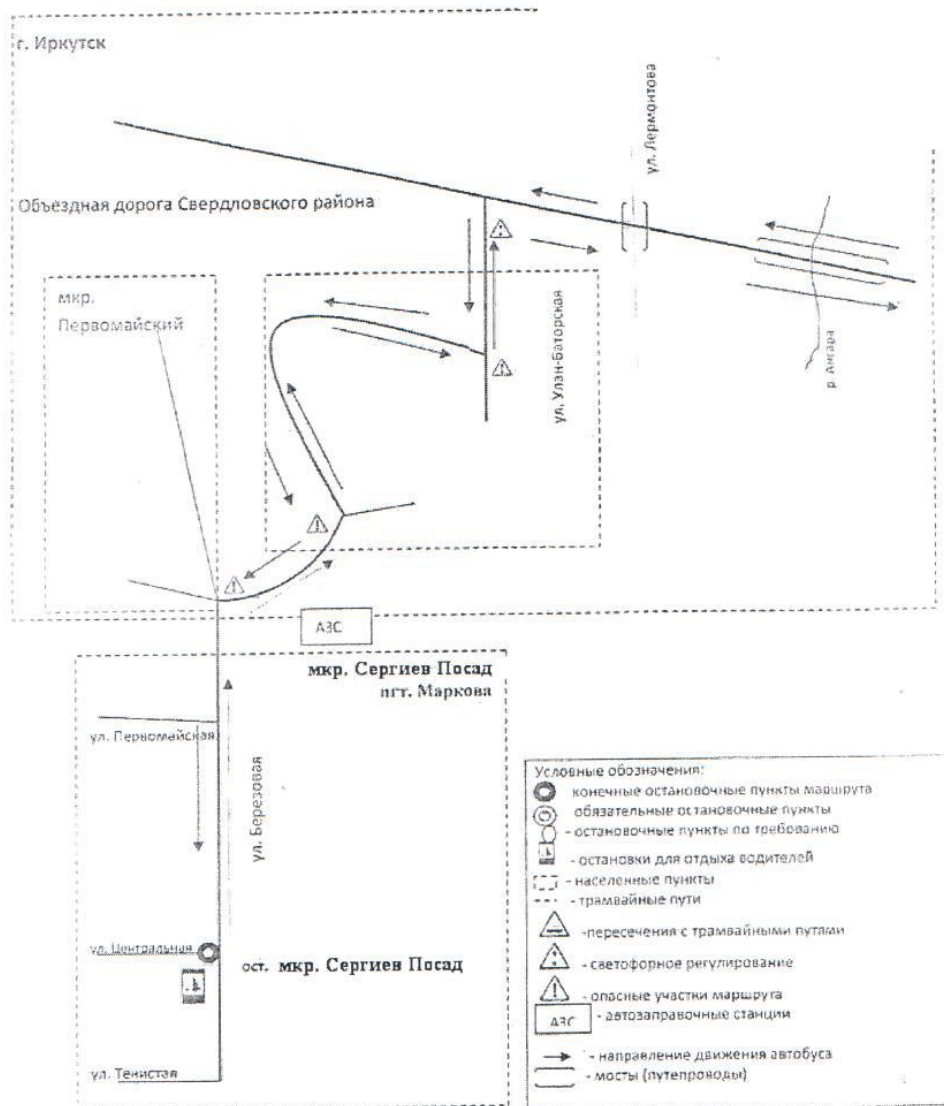 г. Иркутск
ул. Лермонтова
Объездная дорога Свердловского района
мкр.
Первомайский
ул. Улан-Баторская
р. Ангара
АЗС
мкр. Сергиев Посад
пгт. Маркова
ул. Первомайская
ул. Березовая
ул. Центральная
ост. мкр. Сергиев Посад
ул. Тенистая
Условные обозначения:
конечные остановочные пункты маршрута
обязательные остановочные пункты
- остановочные пункты по требованию
- остановки для отдыха водителей
- населенные пункты
- трамвайные пути
-пересечения с трамвайными путями
- светофорное регулирование
- опасные участки маршрута
АЗС - автозаправочные станции
- направление движения автобуса
- мосты (путепроводы)